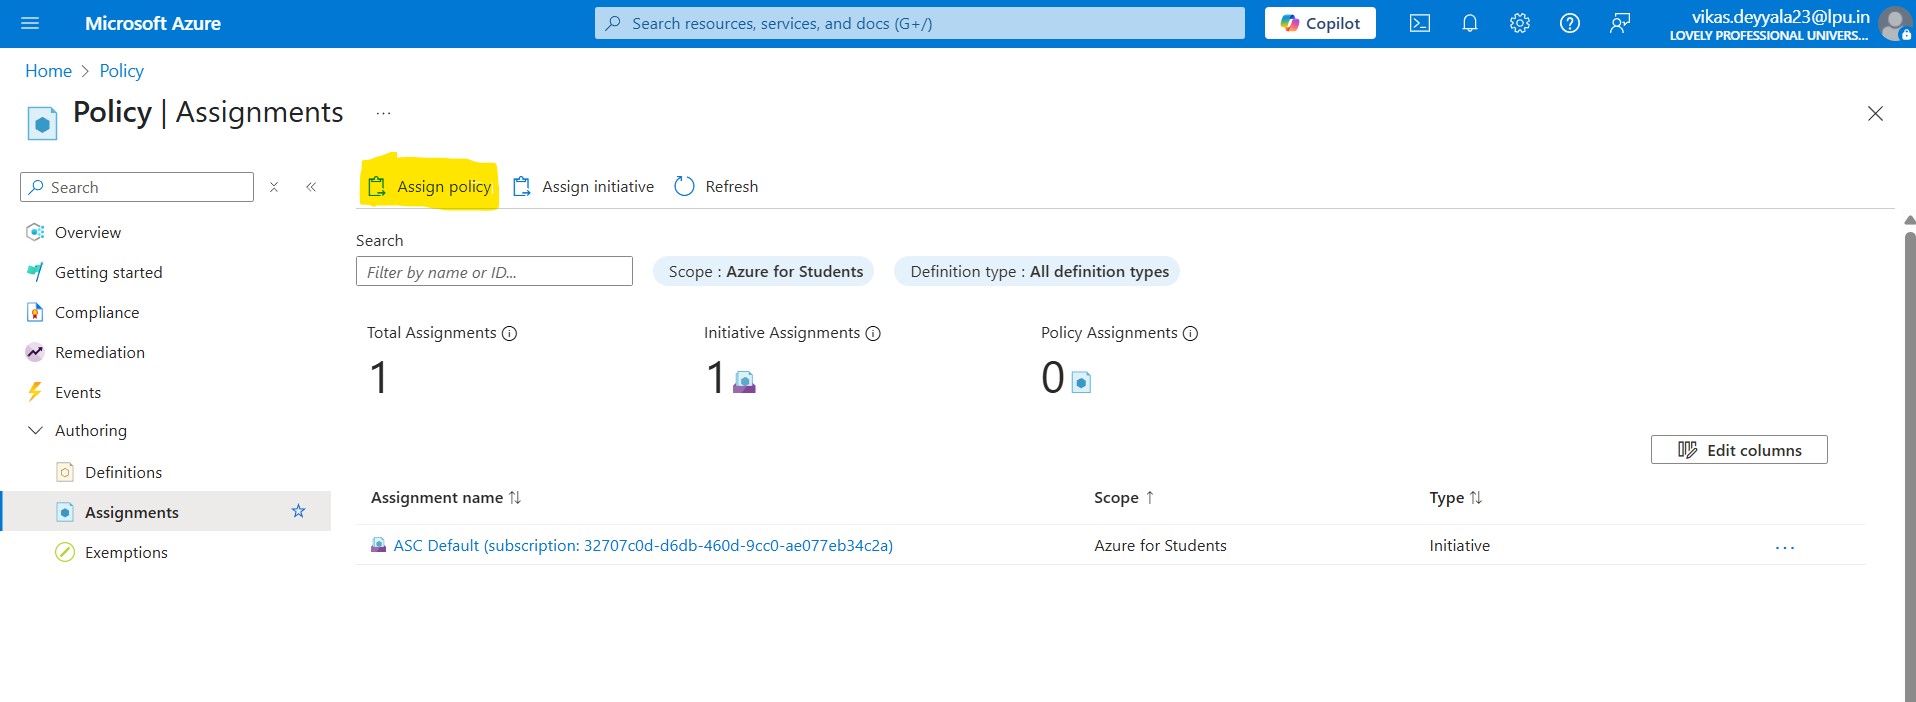 Microsoft Azure
Search resources, services, and docs (G+/)
Copilot
vikas.deyyala23@lpu.in
LOVELY PROFESSIONAL UNIVERS...
Home > Policy
Policy | Assignments ...
Search
Overview
Getting started
Compliance
Remediation
Events
Authoring
Definitions
Assignments
Exemptions
Assign policy Assign initiative Refresh
Search
Filter by name or ID...
Scope : Azure for Students
Definition type : All definition types
Total Assignments
1
Initiative Assignments
1
Policy Assignments
0
Edit columns
Assignment name ↑↓ Scope ↑ Type ↑↓
ASC Default (subscription: 32707c0d-d6db-460d-9cc0-ae077eb34c2a) Azure for Students Initiative ...